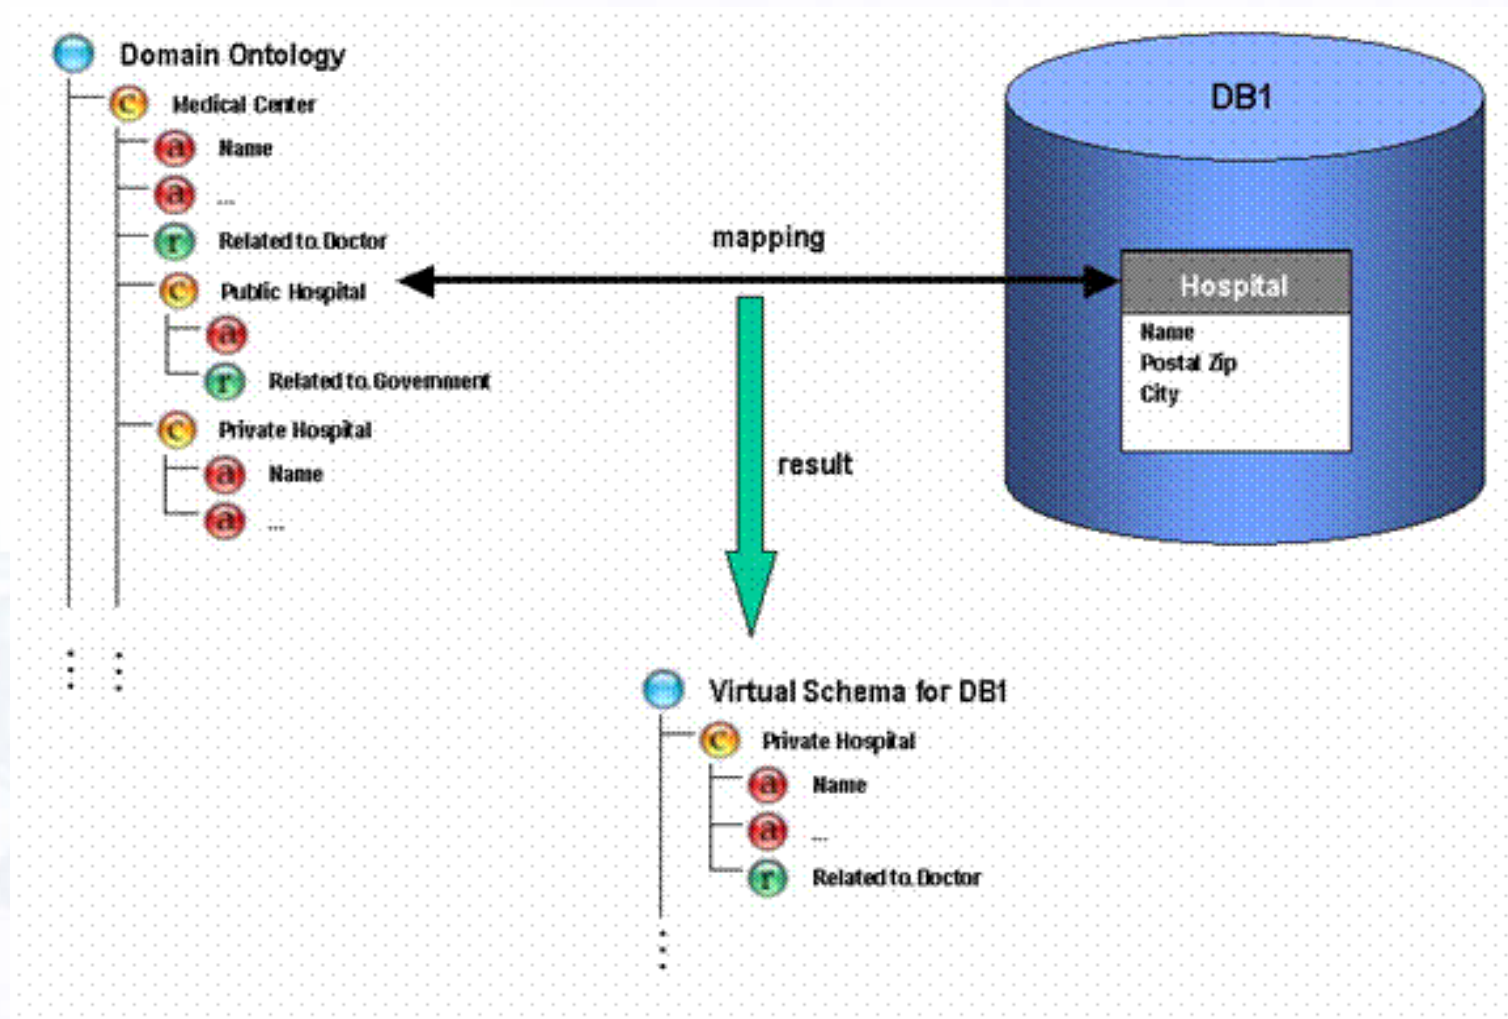 Domain Ontology
c Medical Center
a Name
a ...
r Related to.Doctor
c Public Hospital
a
r Related to.Government
c Private Hospital
a Name
a ...
mapping
result
DB1
Hospital
Name
Postal Zip
City
Virtual Schema for DB1
c Private Hospital
a Name
a ...
r Related to.Doctor